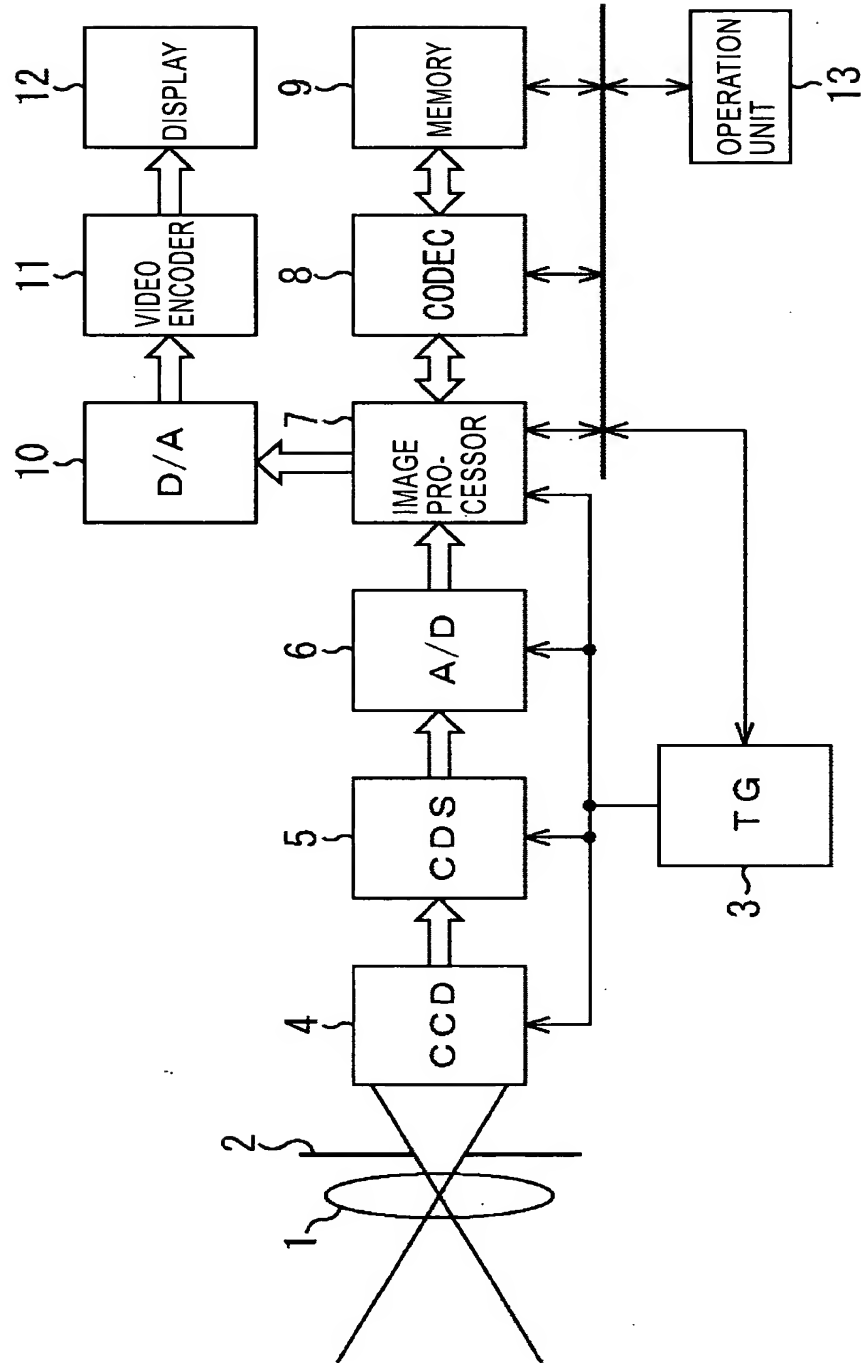 12
DISPLAY
11
VIDEO
ENCODER
10
D/A
9
MEMORY
8
CODEC
7
IMAGE
PRO-
CESSOR
6
A/D
5
CDS
4
CCD
2
1
TG
3
OPERATION
UNIT
13